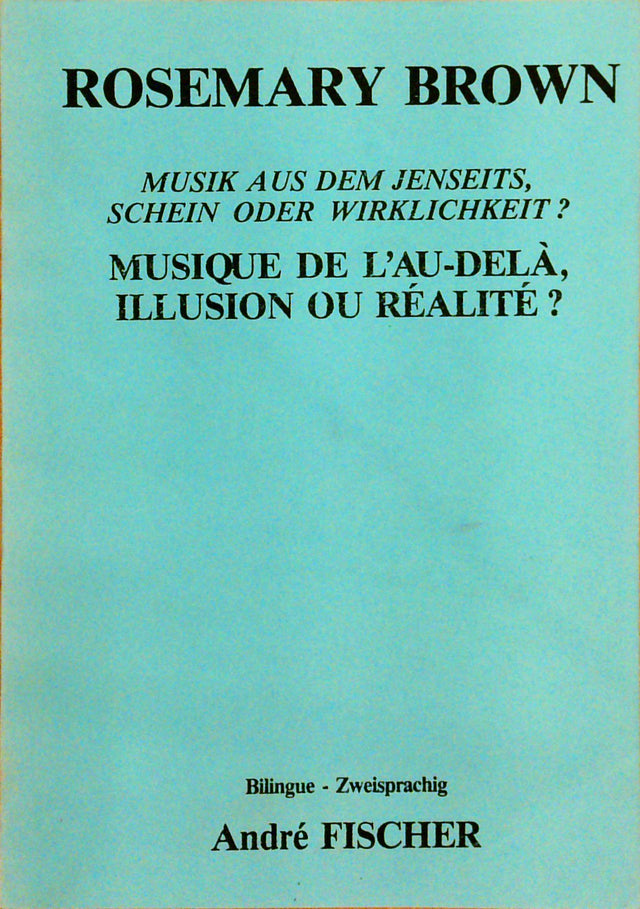 ROSEMARY BROWN
MUSIK AUS DEM JENSEITS,
SCHEIN ODER WIRKLICHKEIT ?
MUSIQUE DE L'AU-DELÀ,
ILLUSION OU RÉALITÉ ?
Bilingue - Zweisprachig
André FISCHER